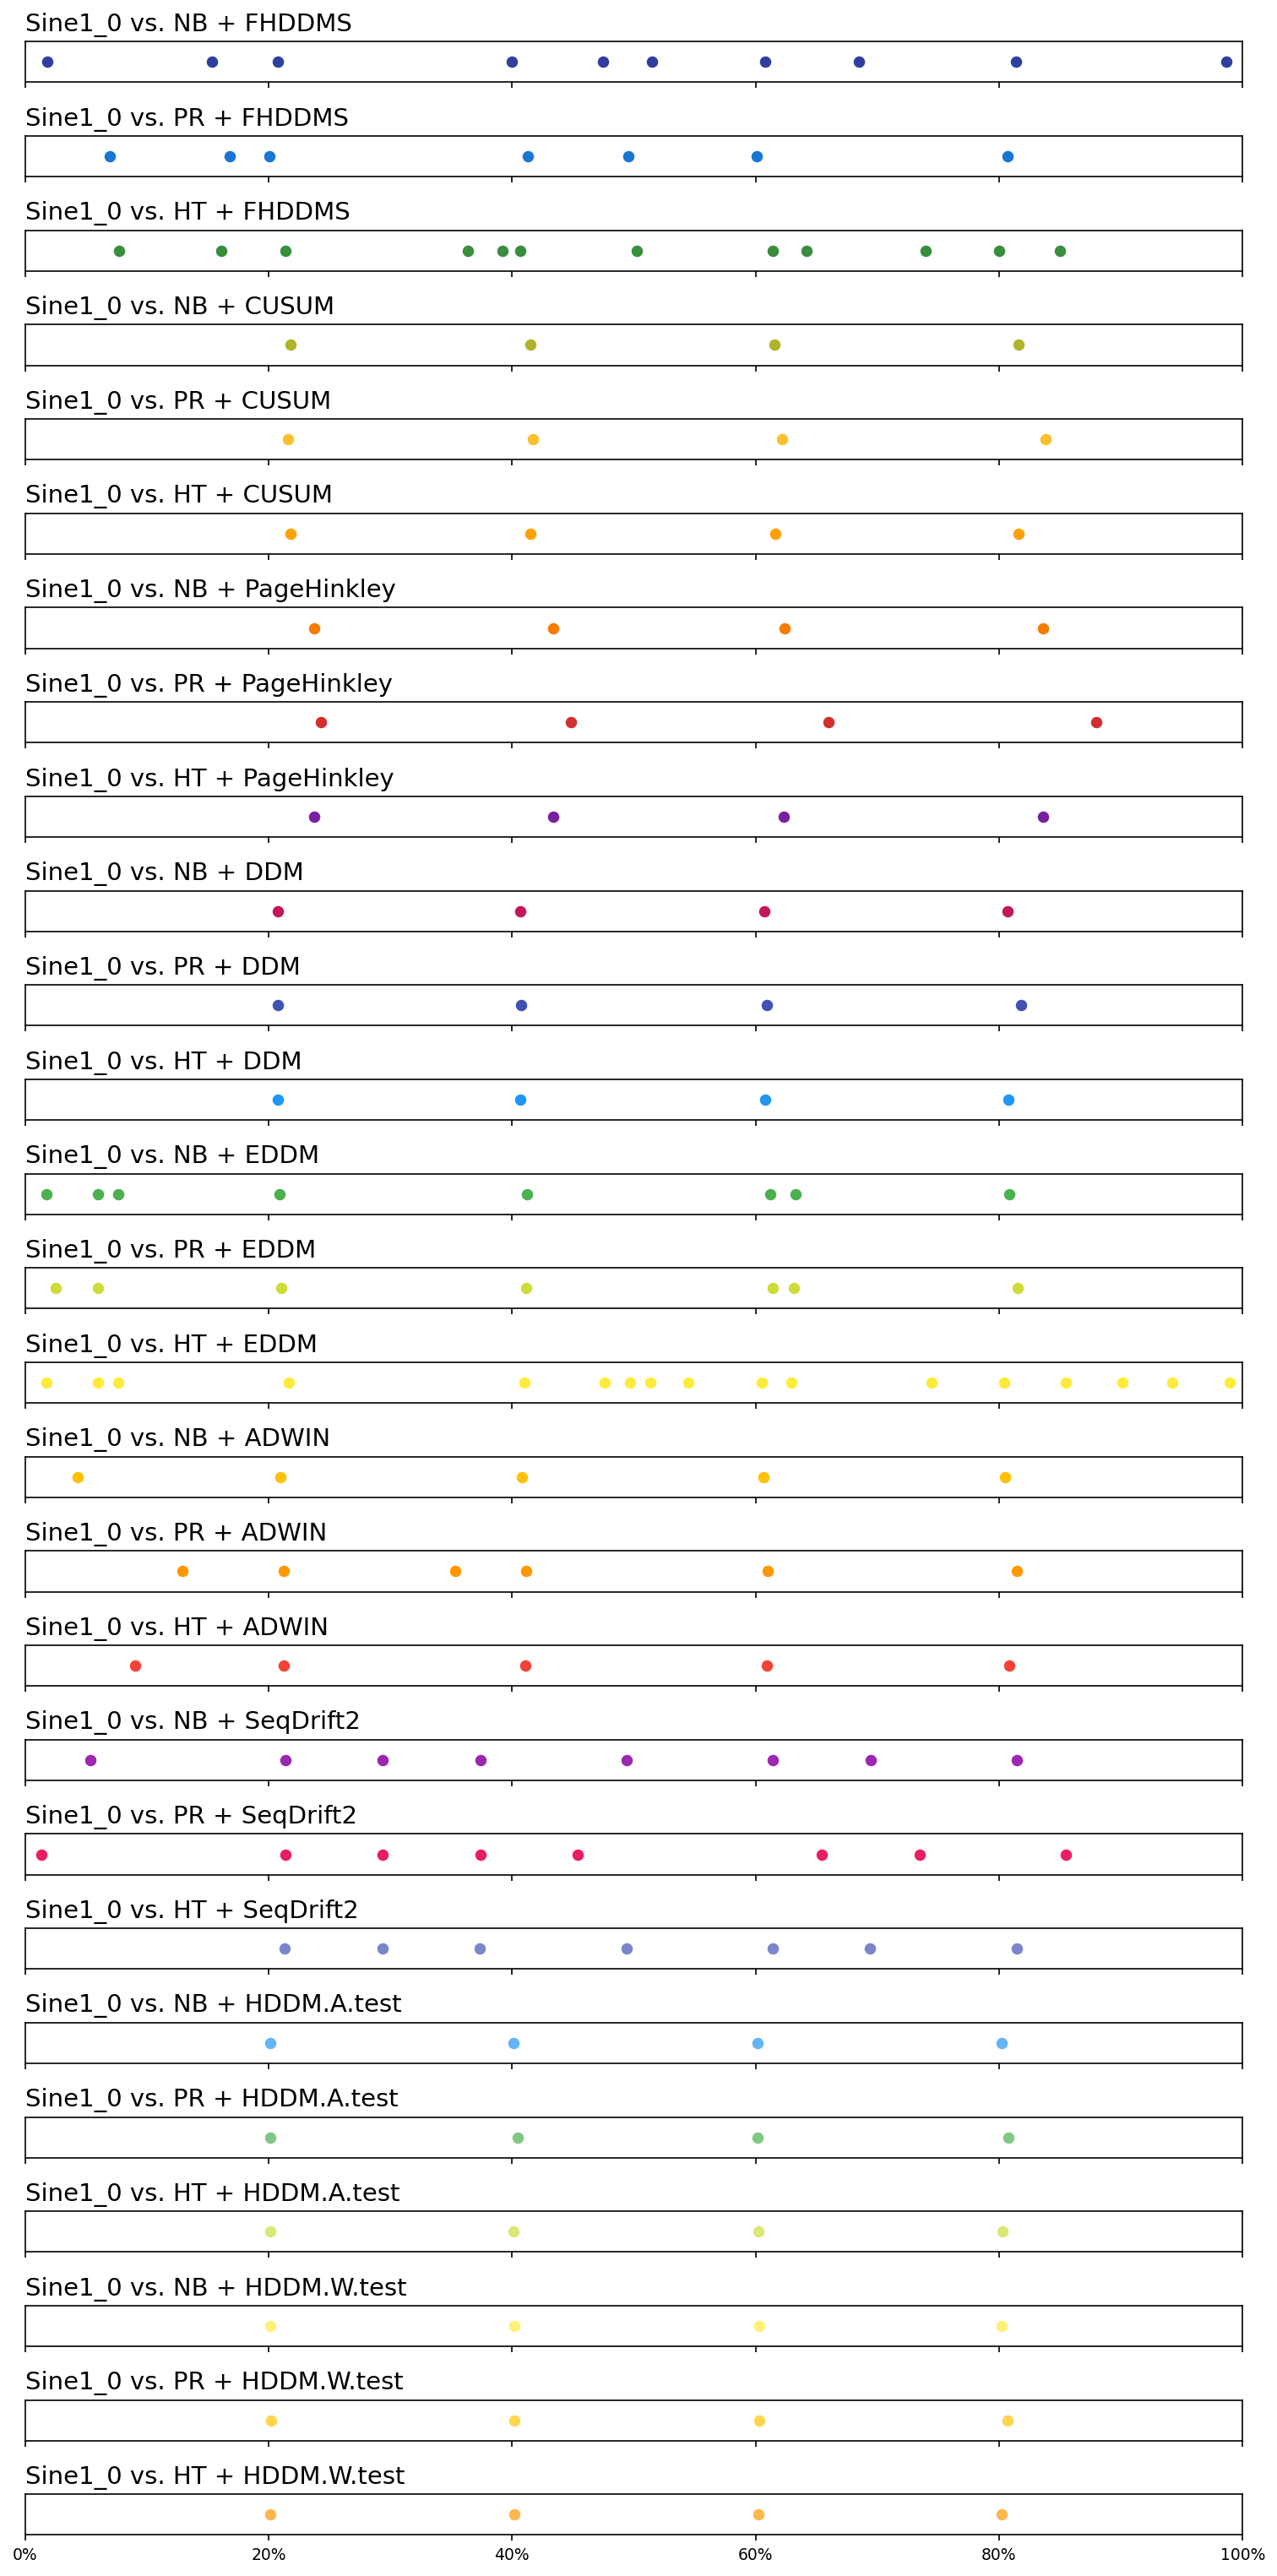 Sine1_0 vs. NB + FHDDMS
Sine1_0 vs. PR + FHDDMS
Sine1_0 vs. HT + FHDDMS
Sine1_0 vs. NB + CUSUM
Sine1_0 vs. PR + CUSUM
Sine1_0 vs. HT + CUSUM
Sine1_0 vs. NB + PageHinkley
Sine1_0 vs. PR + PageHinkley
Sine1_0 vs. HT + PageHinkley
Sine1_0 vs. NB + DDM
Sine1_0 vs. PR + DDM
Sine1_0 vs. HT + DDM
Sine1_0 vs. NB + EDDM
Sine1_0 vs. PR + EDDM
Sine1_0 vs. HT + EDDM
Sine1_0 vs. NB + ADWIN
Sine1_0 vs. PR + ADWIN
Sine1_0 vs. HT + ADWIN
Sine1_0 vs. NB + SeqDrift2
Sine1_0 vs. PR + SeqDrift2
Sine1_0 vs. HT + SeqDrift2
Sine1_0 vs. NB + HDDM.A.test
Sine1_0 vs. PR + HDDM.A.test
Sine1_0 vs. HT + HDDM.A.test
Sine1_0 vs. NB + HDDM.W.test
Sine1_0 vs. PR + HDDM.W.test
Sine1_0 vs. HT + HDDM.W.test
0% 20% 40% 60% 80% 100%